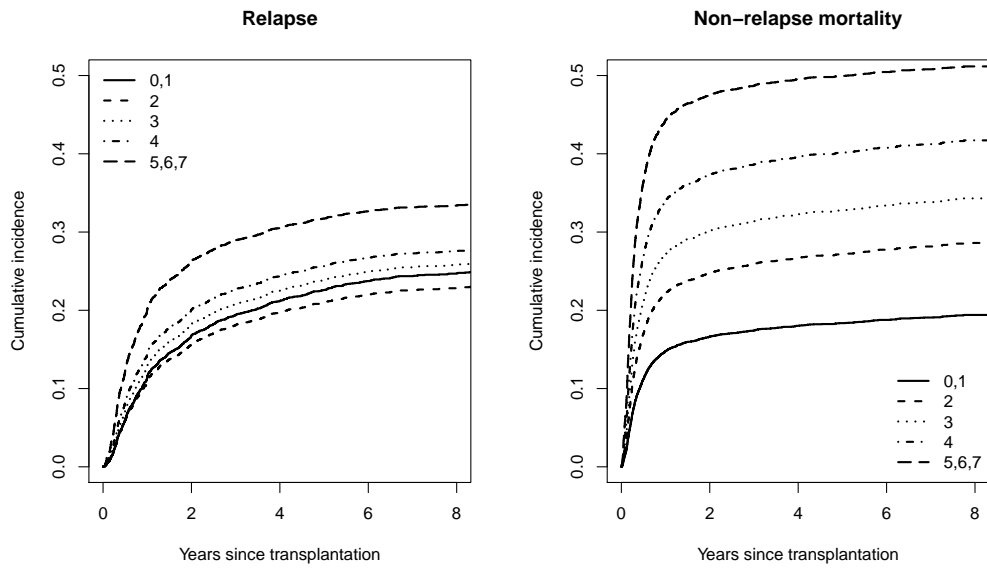 Relapse
Cumulative incidence
0.0
0.1
0.2
0.3
0.4
0.5
0,1
2
3
4
5,6,7
0 2 4 6 8
Years since transplantation
Non−relapse mortality
Cumulative incidence
0.0
0.1
0.2
0.3
0.4
0.5
0,1
2
3
4
5,6,7
0 2 4 6 8
Years since transplantation